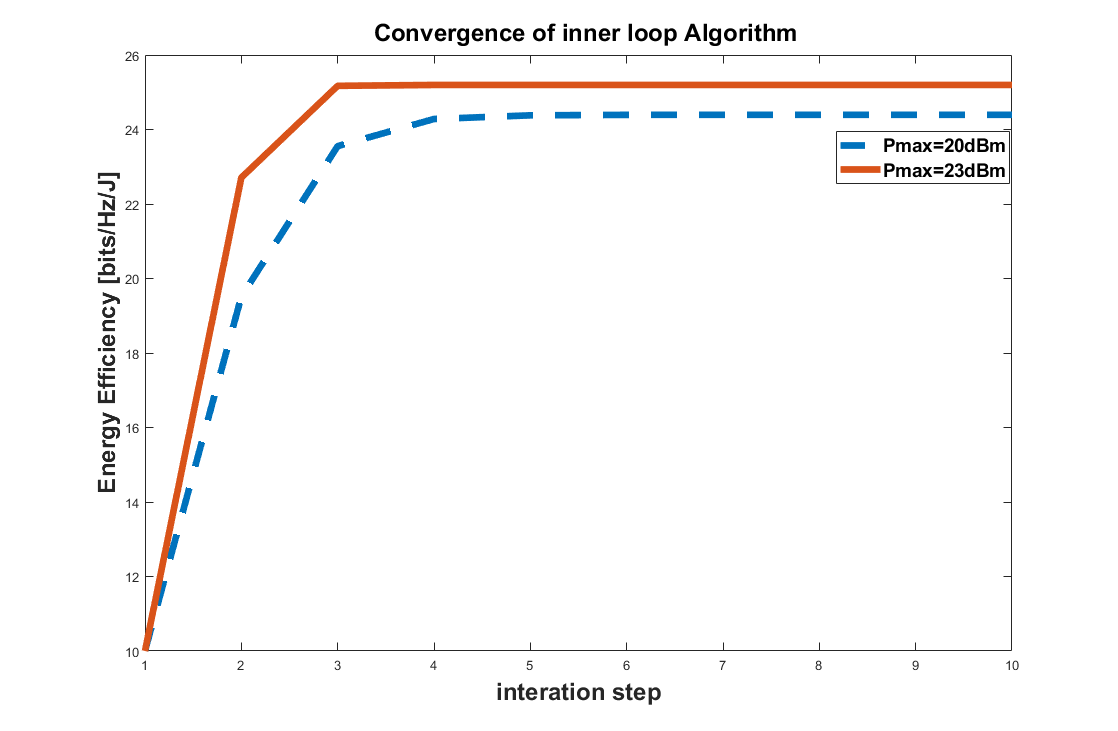 Convergence of inner loop Algorithm
Energy Efficiency [bits/Hz/J]
26
24
22
20
18
16
14
12
10
Pmax=20dBm
Pmax=23dBm
1 2 3 4 5 6 7 8 9 10
interation step